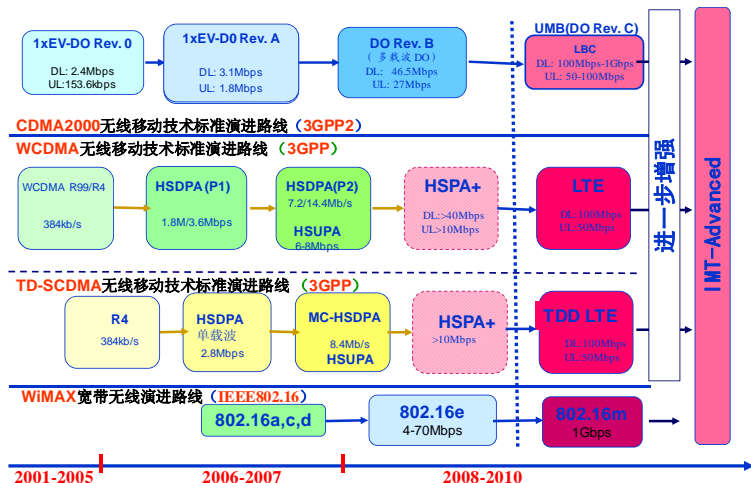 UMB(DO Rev. C)
1xEV-DO Rev. 0
DL: 2.4Mbps
UL:153.6kbps
1xEV-D0 Rev. A
DL: 3.1Mbps
UL: 1.8Mbps
DO Rev. B
( 多载波 DO )
DL: 46.5Mbps
UL: 27Mbps
LBC
DL: 100Mbps-1Gbps
UL: 50-100Mbps
CDMA2000无线移动技术标准演进路线（3GPP2）
WCDMA无线移动技术标准演进路线 （3GPP）
WCDMA R99/R4
384kb/s
HSDPA(P1)
1.8M/3.6Mbps
HSDPA(P2)
7.2/14.4Mb/s
HSUPA
6-8Mbps
HSPA+
DL:>40Mbps
UL>10Mbps
LTE
DL:100Mbps
UL:50Mbps
TD-SCDMA无线移动技术标准演进路线 （3GPP）
R4
384kb/s
HSDPA
单载波
2.8Mbps
MC-HSDPA
8.4Mb/s
HSUPA
HSPA+
>10Mbps
TDD LTE
DL:100Mbps
UL:50Mbps
WiMAX宽带无线演进路线（IEEE802.16）
802.16a,c,d
802.16e
4-70Mbps
802.16m
1Gbps
进一步增强
IMT-Advanced
2001-2005
2006-2007
2008-2010